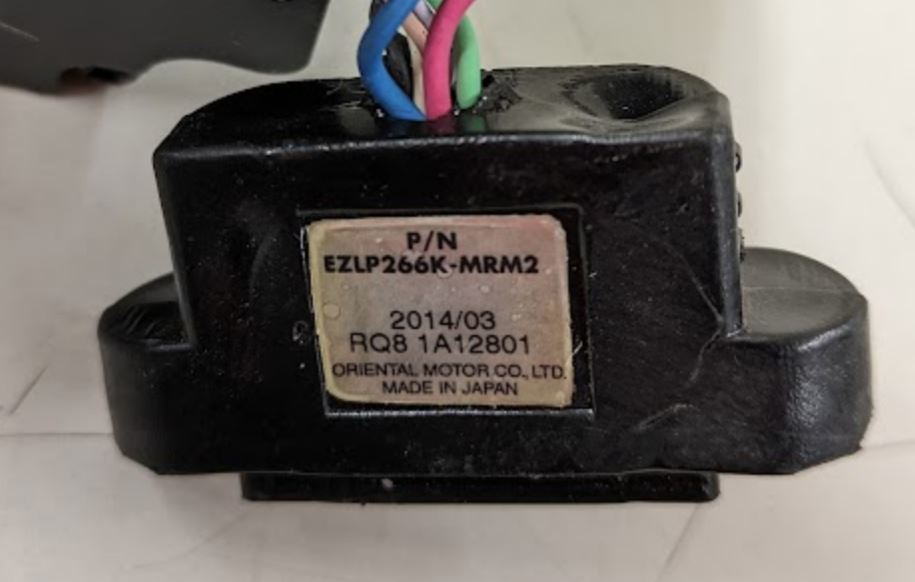 P/N
EZLP266K-MRM2
2014/03
RQ8 1A12801
ORIENTAL MOTOR CO., LTD.
MADE IN JAPAN